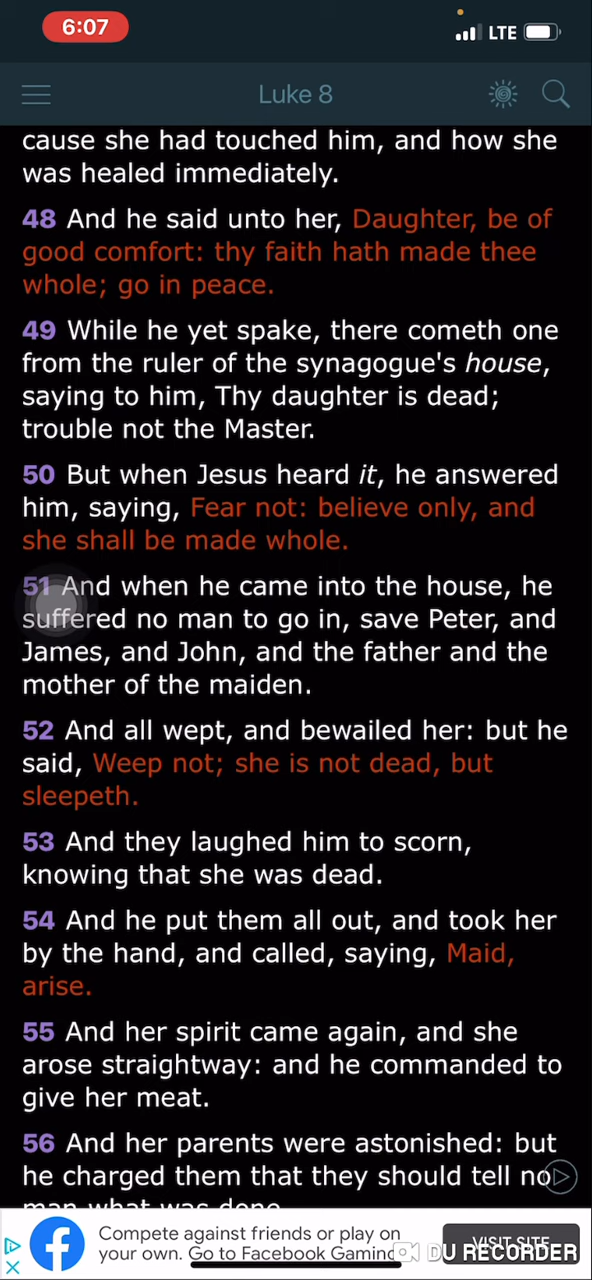 6:07
LTE
Luke 8
cause she had touched him, and how she
was healed immediately.
48 And he said unto her, Daughter, be of
good comfort: thy faith hath made thee
whole; go in peace.
49 While he yet spake, there cometh one
from the ruler of the synagogue's house,
saying to him, Thy daughter is dead;
trouble not the Master.
50 But when Jesus heard it, he answered
him, saying, Fear not: believe only, and
she shall be made whole.
51 And when he came into the house, he
suffered no man to go in, save Peter, and
James, and John, and the father and the
mother of the maiden.
52 And all wept, and bewailed her: but he
said, Weep not; she is not dead, but
sleepeth.
53 And they laughed him to scorn,
knowing that she was dead.
54 And he put them all out, and took her
by the hand, and called, saying, Maid,
arise.
55 And her spirit came again, and she
arose straightway: and he commanded to
give her meat.
56 And her parents were astonished: but
he charged them that they should tell no
man what was done.
Compete against friends or play on
your own. Go to Facebook Gaming
VISIT SITE
DU RECORDER